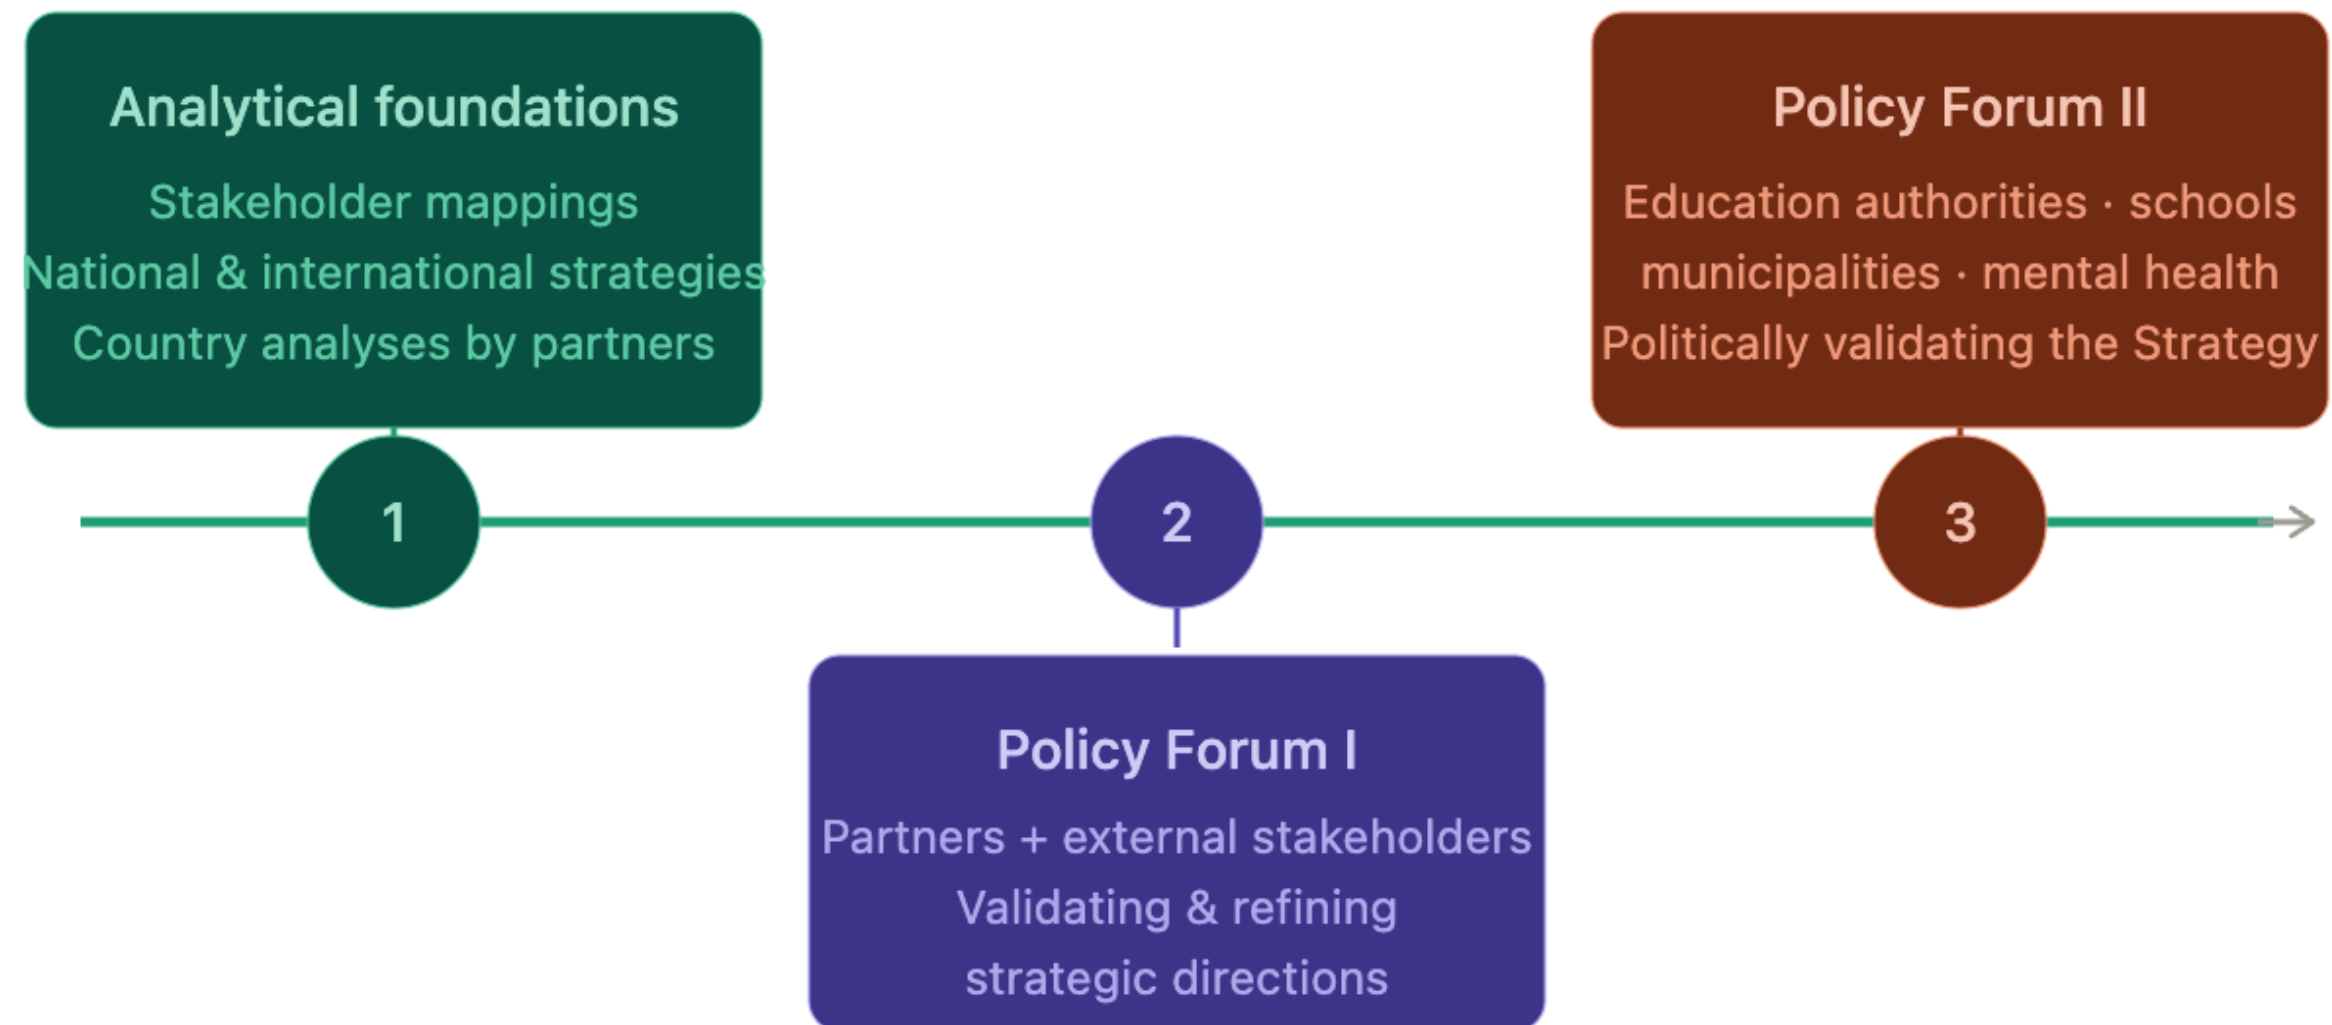 Analytical foundations
Stakeholder mappings
National & international strategies
Country analyses by partners
1
2
Policy Forum I
Partners + external stakeholders
Validating & refining
strategic directions
Policy Forum II
Education authorities · schools
municipalities · mental health
Politically validating the Strategy
3